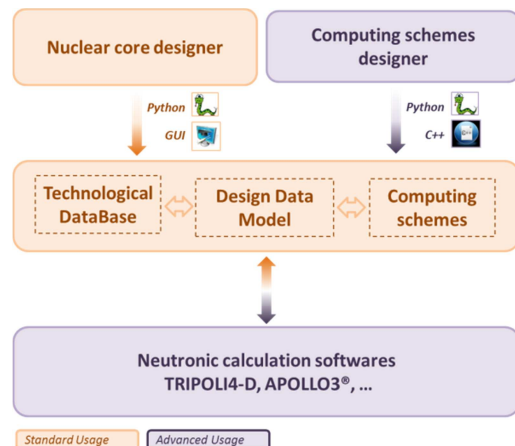 Nuclear core designer
Computing schemes
designer
Python
GUI
Python
C++
Technological
DataBase
Design Data
Model
Computing
schemes
Neutronic calculation softwares
TRIPOLI4-D, APOLLO3®, ...
Standard Usage
Advanced Usage